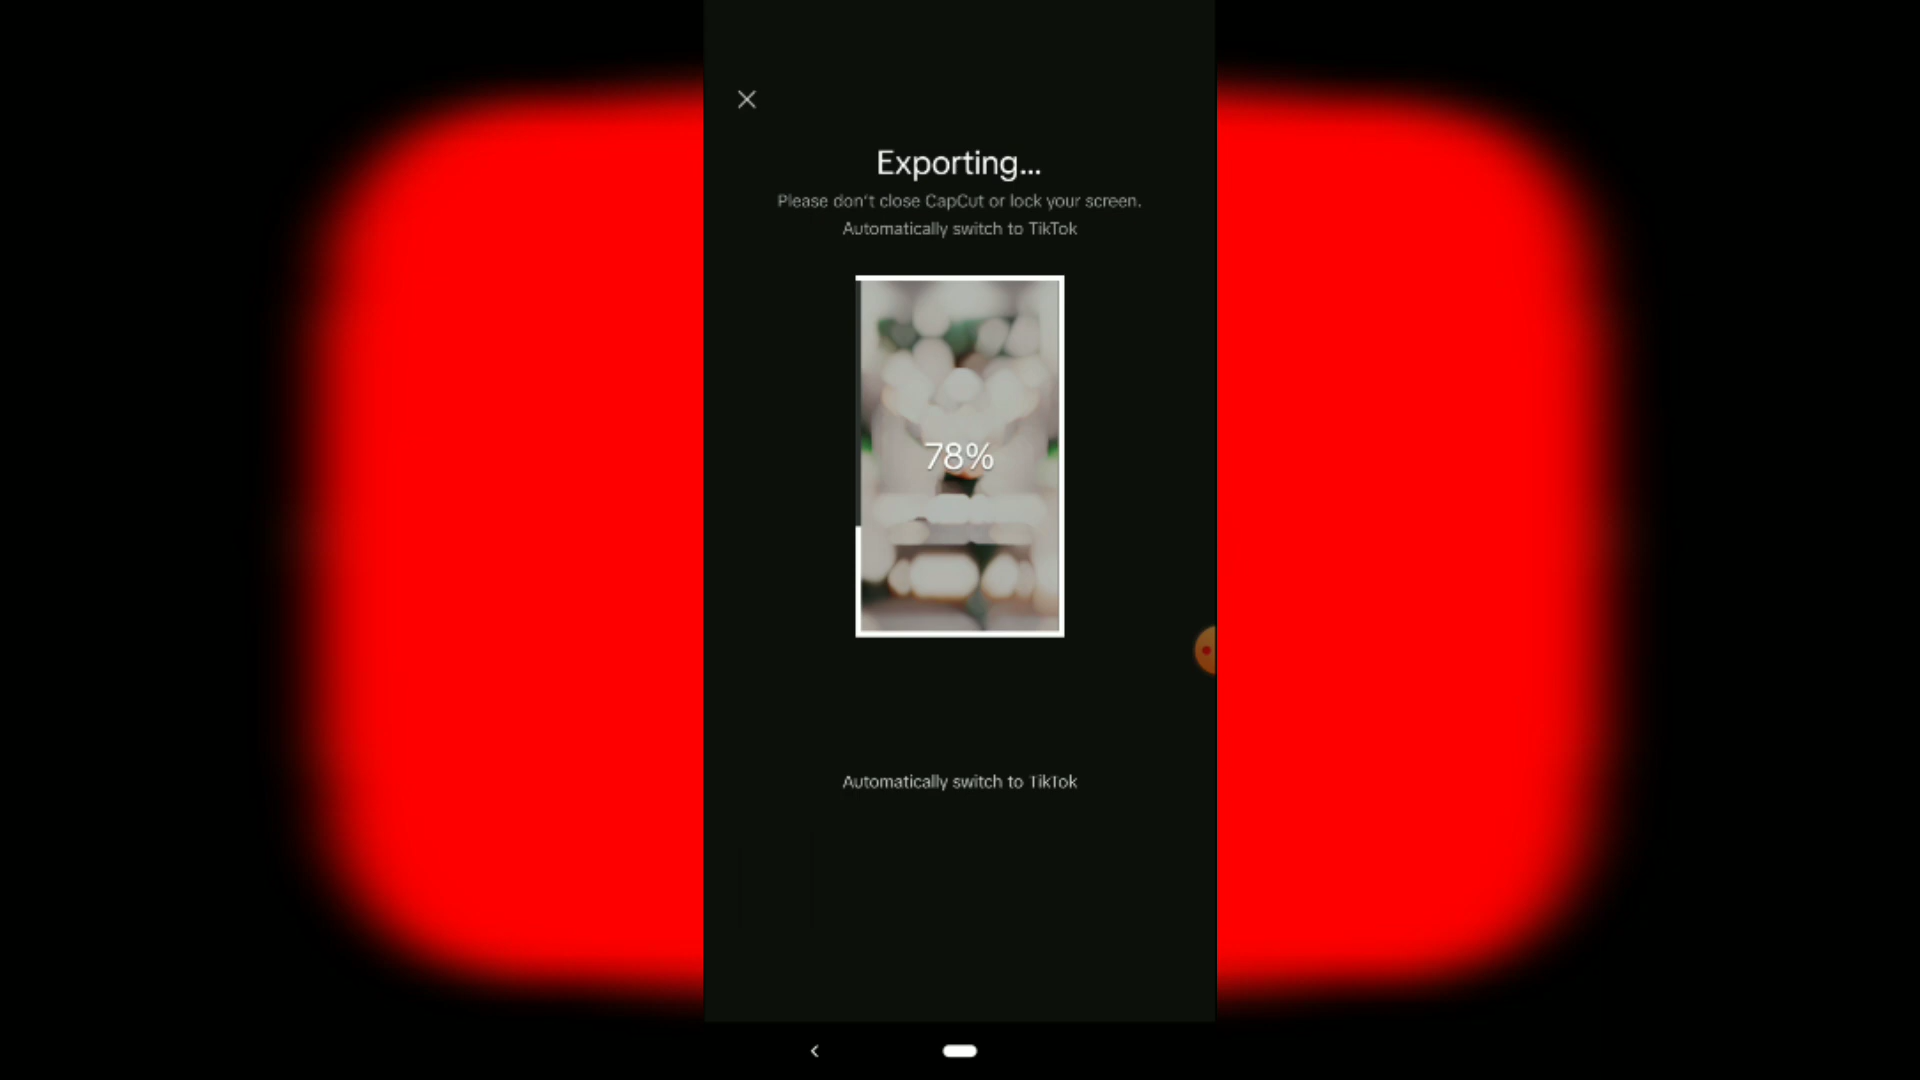 Exporting...
Please don't close CapCut or lock your screen.
Automatically switch to TikTok
78%
Automatically switch to TikTok